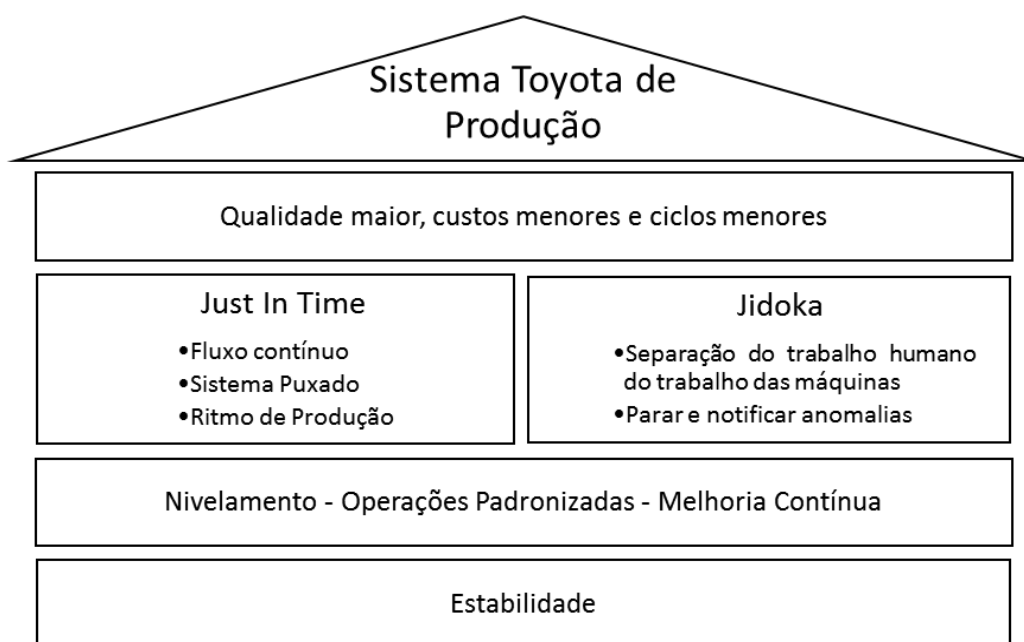 Sistema Toyota de
Produção
Qualidade maior, custos menores e ciclos menores
Just In Time
•Fluxo contínuo
•Sistema Puxado
•Ritmo de Produção
Jidoka
•Separação do trabalho humano
do trabalho das máquinas
•Parar e notificar anomalias
Nivelamento - Operações Padronizadas - Melhoria Contínua
Estabilidade